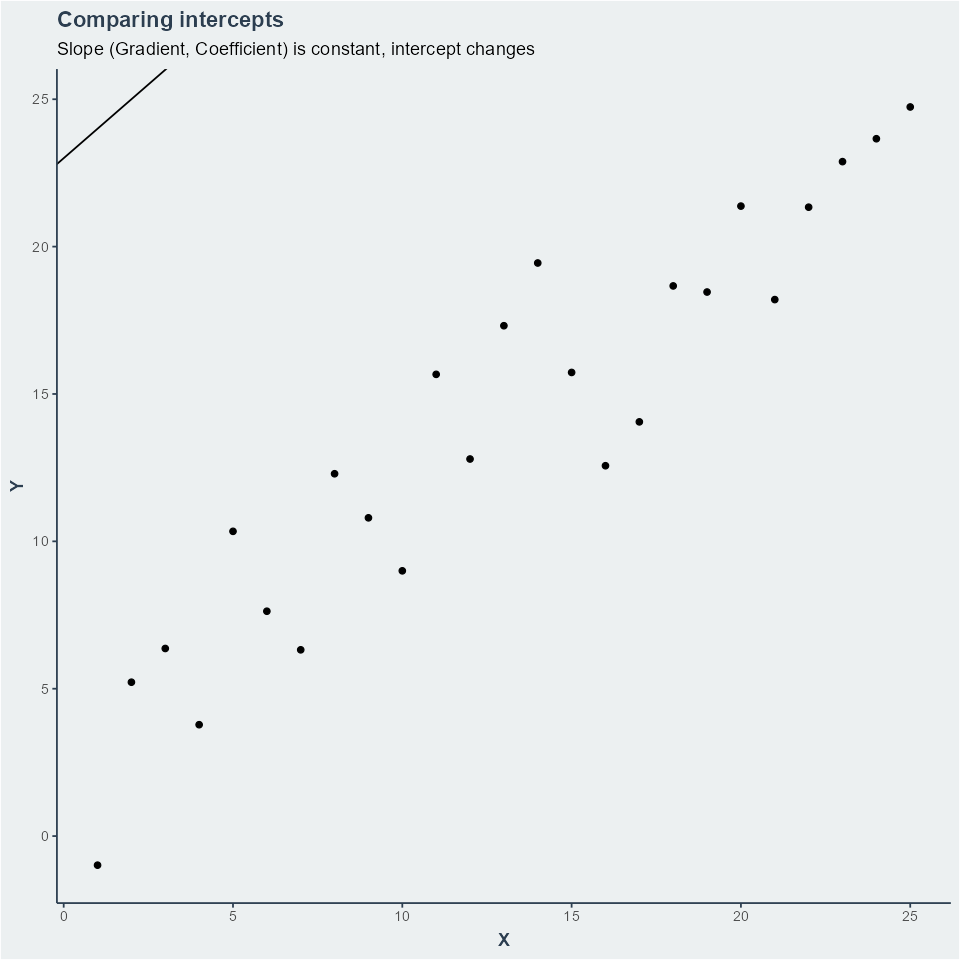 Comparing intercepts
Slope (Gradient, Coefficient) is constant, intercept changes
25
20
15
10
5
0
Y
0 5 10 15 20 25
X